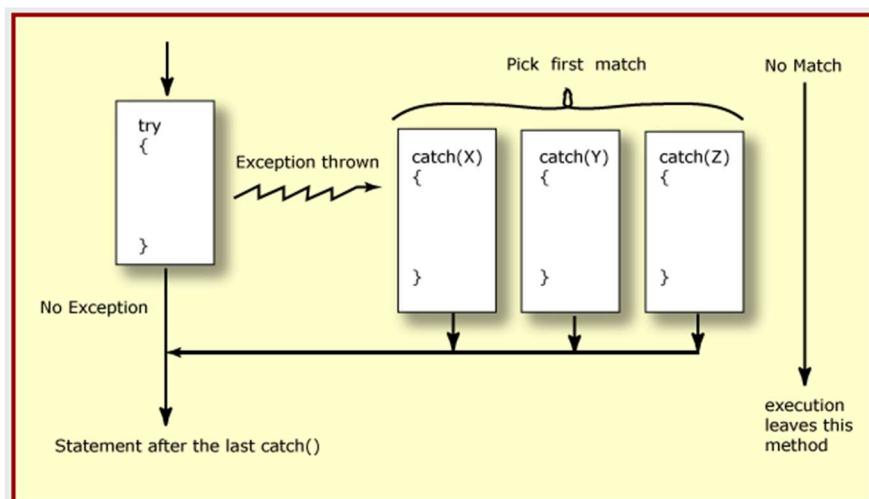 Pick first match
No Match
try
{
}
Exception thrown
catch(X)
{
}
catch(Y)
{
}
catch(Z)
{
}
No Exception
Statement after the last catch()
execution
leaves this
method